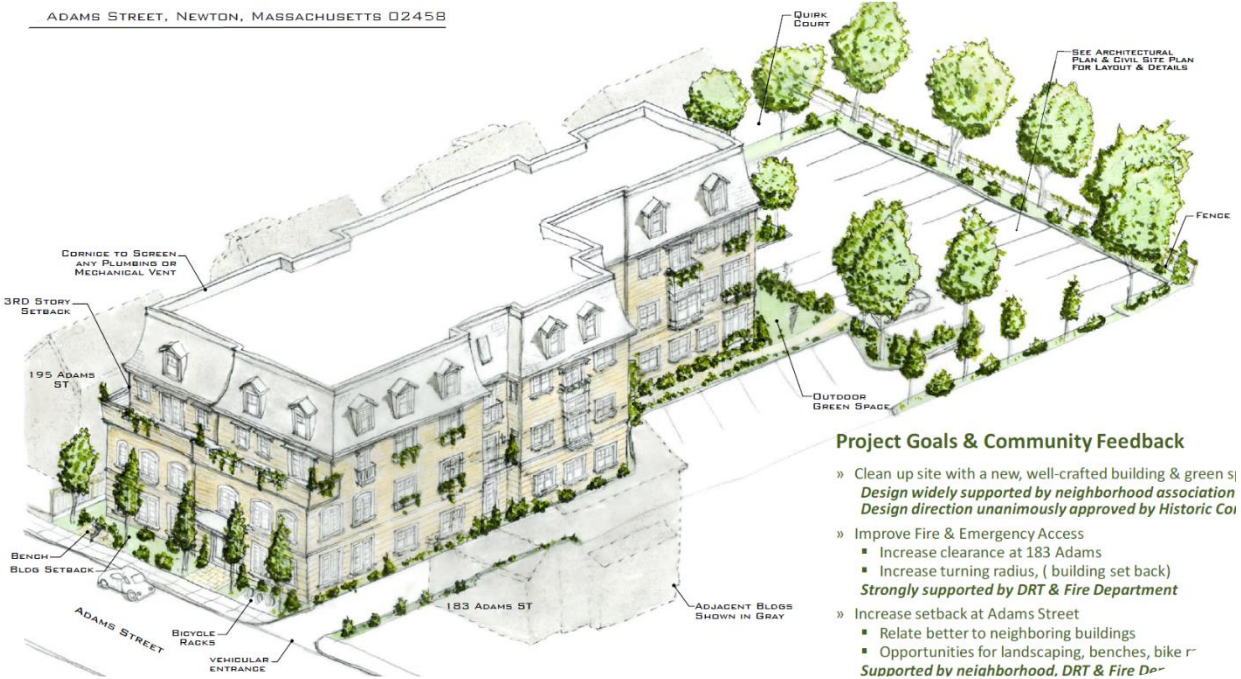 ADAMS STREET, NEWTON, MASSACHUSETTS 02458
QUIRK
COURT
SEE ARCHITECTURAL
PLAN & CIVIL SITE PLAN
FOR LAYOUT & DETAILS
FENCE
CORNICE TO SCREEN
ANY PLUMBING OR
MECHANICAL VENT
3RD STORY
SETBACK
195 ADAMS
ST
OUTDOOR
GREEN SPACE
BENCH
BLDG SETBACK
ADAMS STREET
BICYCLE
RACKS
VEHICULAR
ENTRANCE
183 ADAMS ST
ADJACENT BLDGS
SHOWN IN GRAY
Project Goals & Community Feedback
» Clean up site with a new, well-crafted building & green
Design widely supported by neighborhood association
Design direction unanimously approved by Historic
» Improve Fire & Emergency Access
▪ Increase clearance at 183 Adams
▪ Increase turning radius, ( building set back)
Strongly supported by DRT & Fire Department
» Increase setback at Adams Street
▪ Relate better to neighboring buildings
▪ Opportunities for landscaping, benches, bike
Supported by neighborhood, DRT & Fire